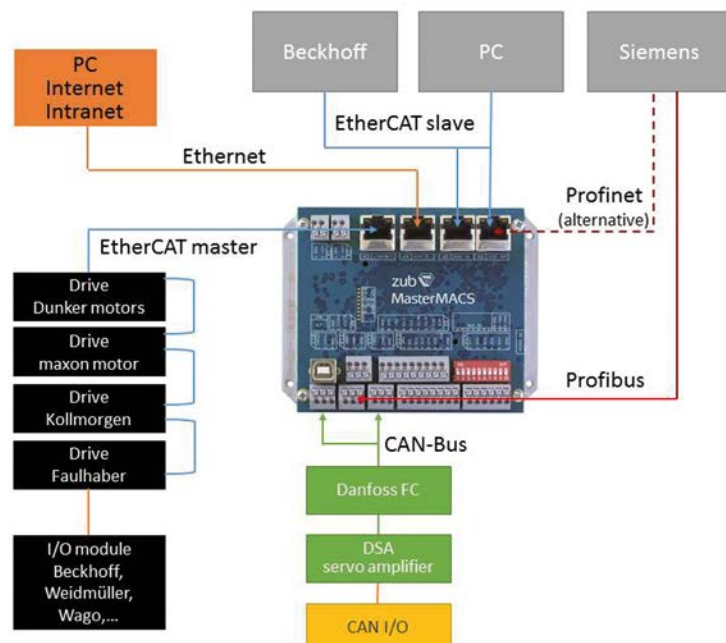 Beckhoff
PC
Siemens
PC
Internet
Intranet
EtherCAT slave
Ethernet
Profinet
(alternative)
EtherCAT master
zub
MasterMACS
Drive
Dunker motors
Drive
maxon motor
Drive
Kollmorgen
Drive
Faulhaber
I/O module
Beckhoff,
Weidmüller,
Wago,...
Profibus
CAN-Bus
Danfoss FC
DSA
servo amplifier
CAN I/O